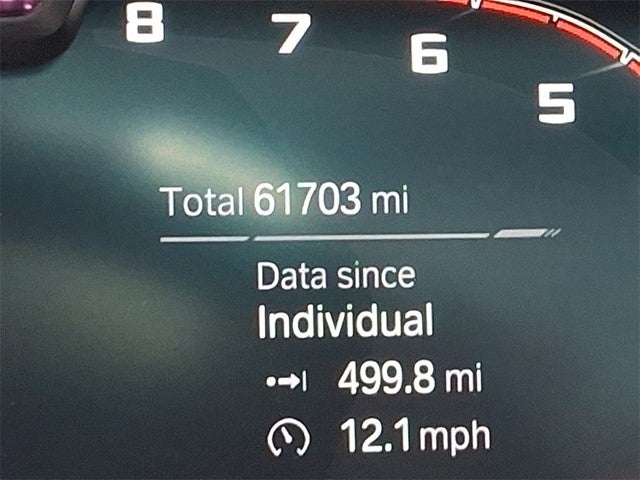 8 7 6 5
Total 61703 mi
Data since
Individual
499.8 mi
12.1 mph